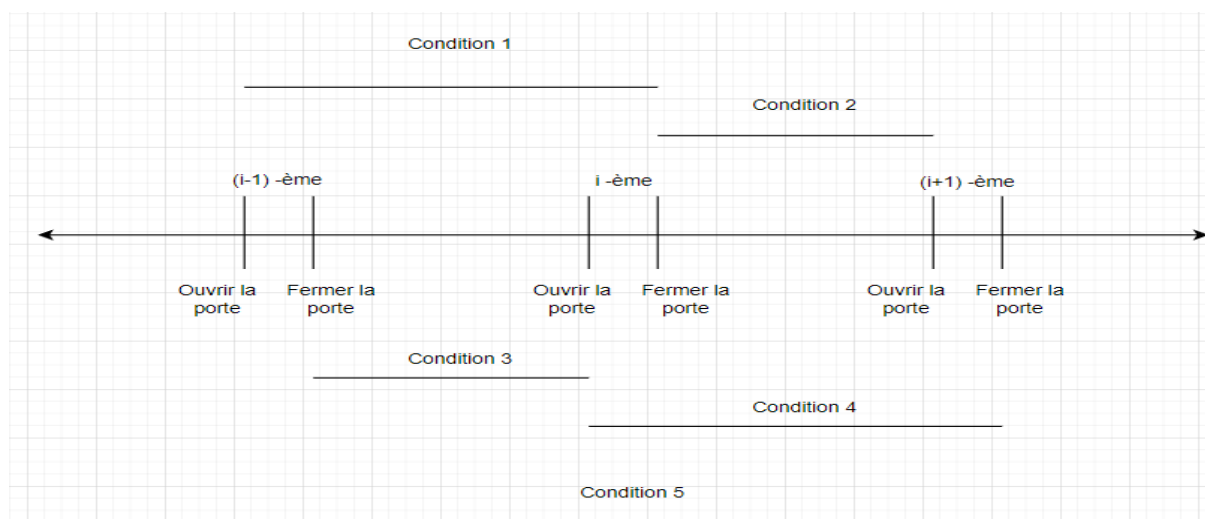 Condition 1
Condition 2
(i-1) -ème
i -ème
(i+1) -ème
Ouvrir la
porte
Fermer la
porte
Ouvrir la
porte
Fermer la
porte
Ouvrir la
porte
Fermer la
porte
Condition 3
Condition 4
Condition 5